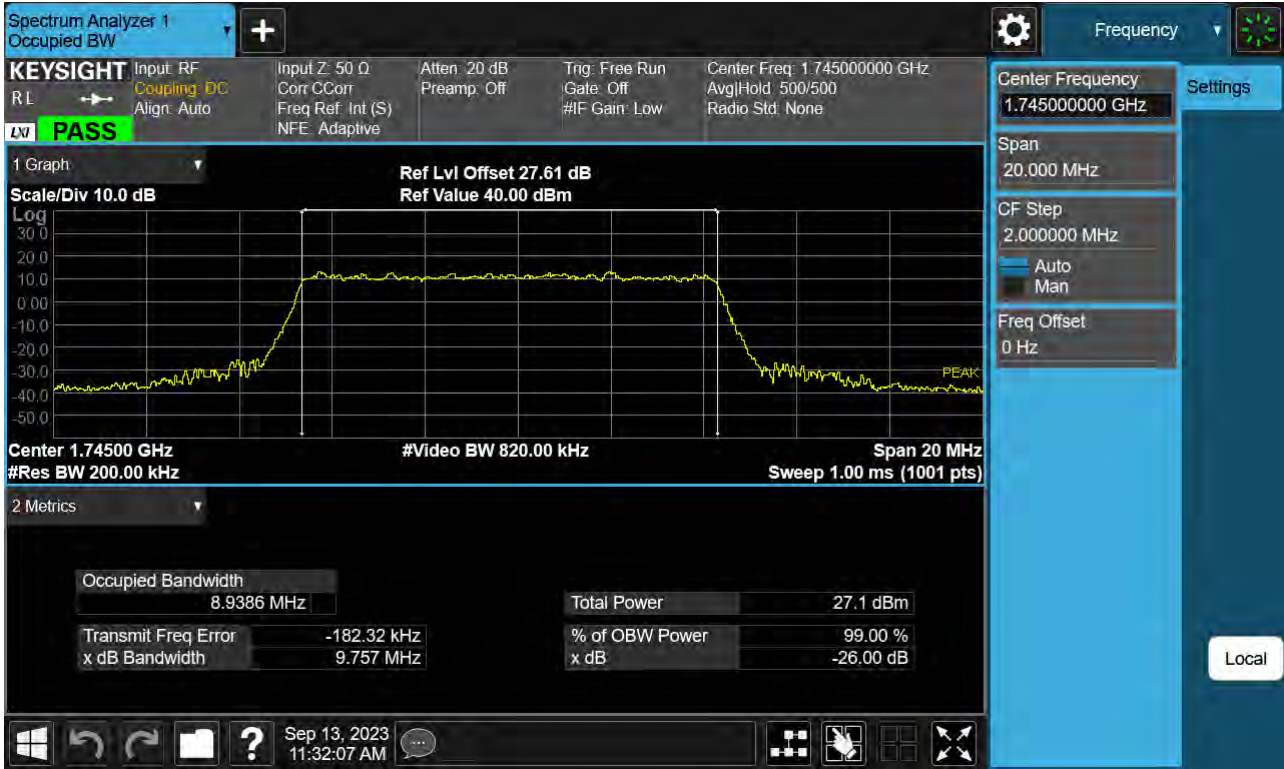 Spectrum Analyzer 1
Occupied BW
Frequency
KEYSIGHT
R L
LXI
PASS
Input: RF
Coupling: DC
Align: Auto
Input Z: 50 Ω
Corr CCorr
Freq Ref: Int (S)
NFE: Adaptive
Atten: 20 dB
Preamp: Off
Trig: Free Run
Gate: Off
#IF Gain: Low
Center Freq: 1.745000000 GHz
Avg|Hold: 500/500
Radio Std: None
Center Frequency
1.745000000 GHz
Settings
Span
20.000 MHz
CF Step
2.000000 MHz
Auto
Man
Freq Offset
0 Hz
Local
1 Graph
Scale/Div 10.0 dB
Ref Lvl Offset 27.61 dB
Ref Value 40.00 dBm
Log
30.0
20.0
10.0
0.00
-10.0
-20.0
-30.0
-40.0
-50.0
PEAK
Center 1.74500 GHz
#Video BW 820.00 kHz
Span 20 MHz
#Res BW 200.00 kHz
Sweep 1.00 ms (1001 pts)
2 Metrics
Occupied Bandwidth
8.9386 MHz
Total Power 27.1 dBm
Transmit Freq Error -182.32 kHz
% of OBW Power 99.00 %
x dB Bandwidth 9.757 MHz
x dB -26.00 dB
?
Sep 13, 2023
11:32:07 AM